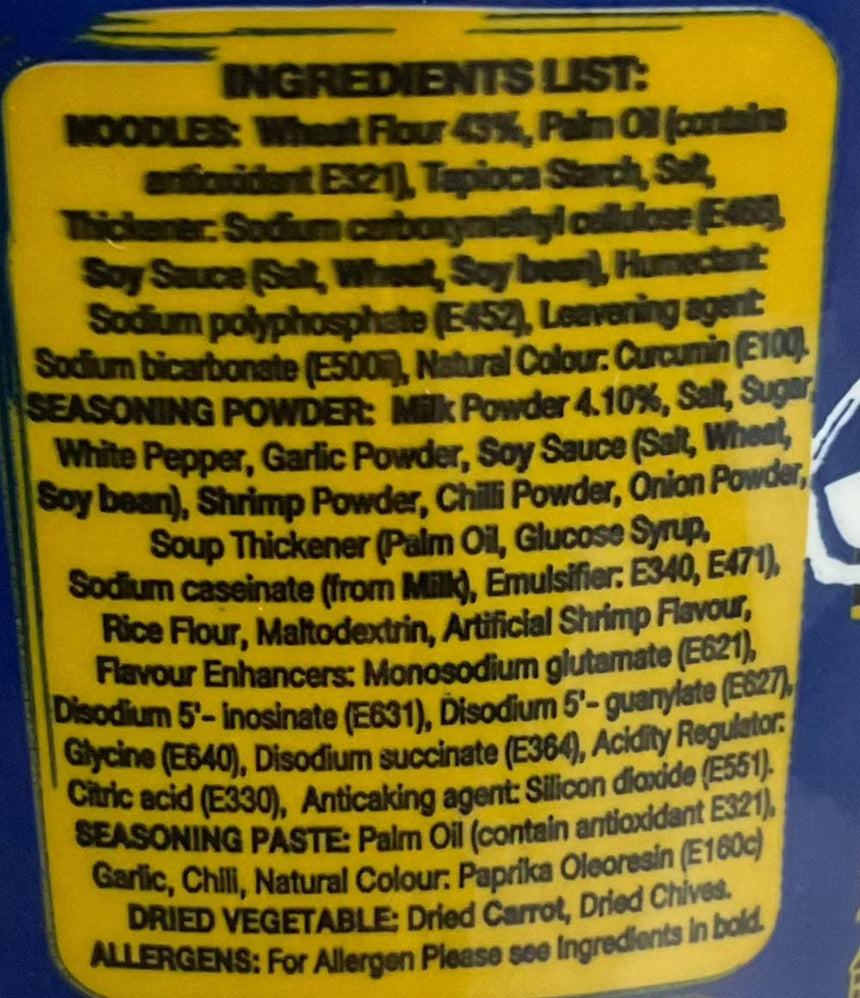 INGREDIENTS LIST:
NOODLES: Wheat Flour 43%, Palm Oil (contains
antioxidant E321), Tapioca Starch, Salt,
Thickener: Sodium carboxymethyl cellulose (E466),
Soy Sauce (Salt, Wheat, Soy bean), Humectant:
Sodium polyphosphate (E452), Leavening agent:
Sodium bicarbonate (E500ii), Natural Colour: Curcumin (E100).
SEASONING POWDER: Milk Powder 4.10%, Salt, Sugar,
White Pepper, Garlic Powder, Soy Sauce (Salt, Wheat,
Soy bean), Shrimp Powder, Chilli Powder, Onion Powder,
Soup Thickener (Palm Oil, Glucose Syrup,
Sodium caseinate (from Milk), Emulsifier: E340, E471),
Rice Flour, Maltodextrin, Artificial Shrimp Flavour,
Flavour Enhancers: Monosodium glutamate (E621),
Disodium 5'- inosinate (E631), Disodium 5'- guanylate (E627),
Glycine (E640), Disodium succinate (E364), Acidity Regulator:
Citric acid (E330), Anticaking agent: Silicon dioxide (E551).
SEASONING PASTE: Palm Oil (contain antioxidant E321),
Garlic, Chili, Natural Colour: Paprika Oleoresin (E160c)
DRIED VEGETABLE: Dried Carrot, Dried Chives.
ALLERGENS: For Allergen Please see Ingredients in bold.